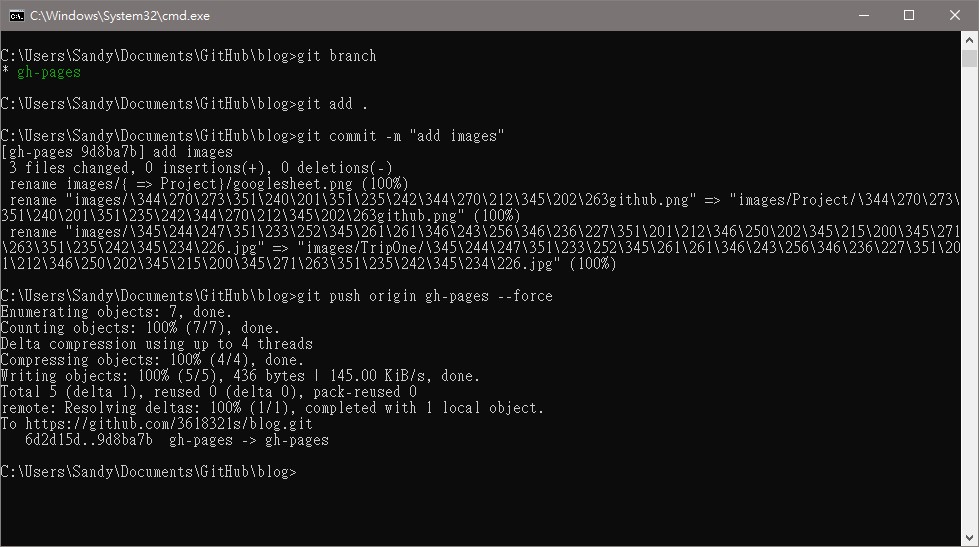 C:\Windows\System32\cmd.exe
C:\Users\Sandy\Documents\GitHub\blog>git branch
* gh-pages
C:\Users\Sandy\Documents\GitHub\blog>git add .
C:\Users\Sandy\Documents\GitHub\blog>git commit -m "add images"
[gh-pages 9d8ba7b] add images
 3 files changed, 0 insertions(+), 0 deletions(-)
 rename images/{ => Project}/googlesheet.png (100%)
 rename "images/\344\270\273\351\240\201\351\235\242\344\270\212\345\202\263github.png" => "images/Project/\344\270\273\
351\240\201\351\235\242\344\270\212\345\202\263github.png" (100%)
 rename "images/\345\244\247\351\233\252\345\261\261\346\243\256\346\236\227\351\201\212\346\250\202\345\215\200\345\271
\263\351\235\242\345\234\226.jpg" => "images/TripOne/\345\244\247\351\233\252\345\261\261\346\243\256\346\236\227\351\20
1\212\346\250\202\345\215\200\345\271\263\351\235\242\345\234\226.jpg" (100%)
C:\Users\Sandy\Documents\GitHub\blog>git push origin gh-pages --force
Enumerating objects: 7, done.
Counting objects: 100% (7/7), done.
Delta compression using up to 4 threads
Compressing objects: 100% (4/4), done.
Writing objects: 100% (5/5), 436 bytes | 145.00 KiB/s, done.
Total 5 (delta 1), reused 0 (delta 0), pack-reused 0
remote: Resolving deltas: 100% (1/1), completed with 1 local object.
To https://github.com/3618321s/blog.git
   6d2d15d..9d8ba7b  gh-pages -> gh-pages
C:\Users\Sandy\Documents\GitHub\blog>